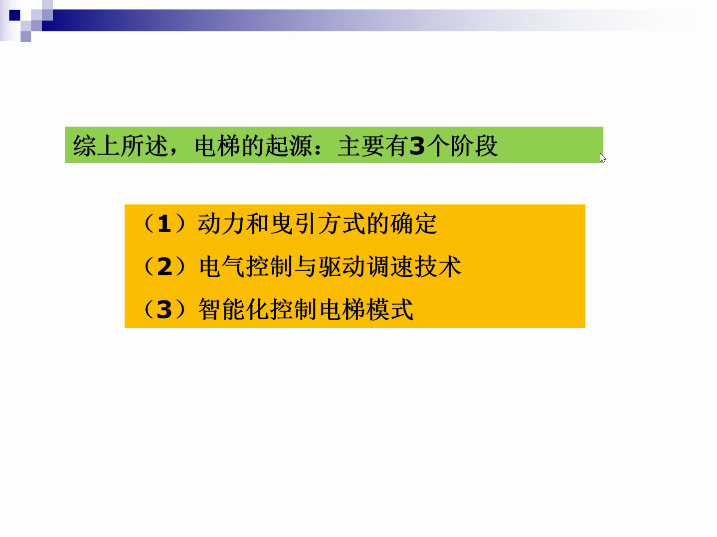 综上所述，电梯的起源：主要有3个阶段
（1）动力和曳引方式的确定
（2）电气控制与驱动调速技术
（3）智能化控制电梯模式